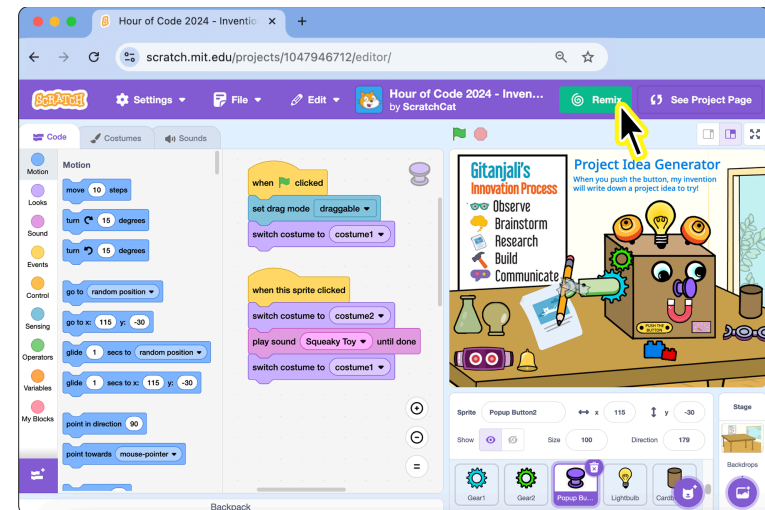 Hour of Code 2024 - Inventio
scratch.mit.edu/projects/1047946712/editor/
SCRATCH
Settings
File
Edit
Hour of Code 2024 - Inven...
by ScratchCat
Remix
See Project Page
Code
Costumes
Sounds
Motion
Looks
Sound
Events
Control
Sensing
Operators
Variables
My Blocks
Motion
move 10 steps
turn 15 degrees
turn 15 degrees
go to random position
go to x: 115 y: -30
glide 1 secs to random position
glide 1 secs to x: 115 y: -30
point in direction 90
point towards mouse-pointer
when clicked
set drag mode draggable
switch costume to costume1
when this sprite clicked
switch costume to costume2
play sound Squeaky Toy until done
switch costume to costume1
Backpack
Gitanjali's
Innovation Process
Observe
Brainstorm
Research
Build
Communicate
Project Idea Generator
When you push the button, my invention
will write down a project idea to try!
PUSH THE
BUTTON
Sprite Popup Button2 x 115 y -30
Show Size 100 Direction 179
Gear1
Gear2
Popup Bu...
Lightbulb
Stage
Backdrops